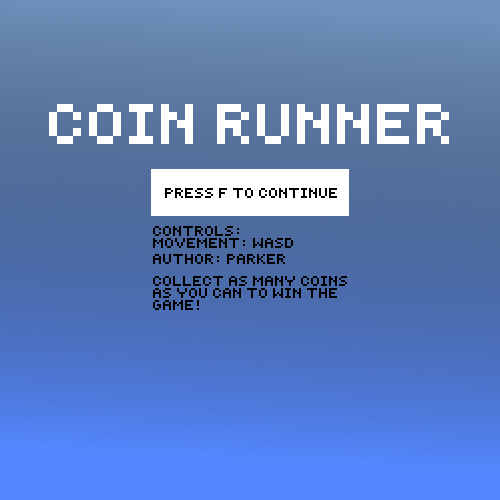 COIN RUNNER
PRESS F TO CONTINUE
CONTROLS:
MOVEMENT: WASD
AUTHOR: PARKER
COLLECT AS MANY COINS
AS YOU CAN TO WIN THE
GAME!